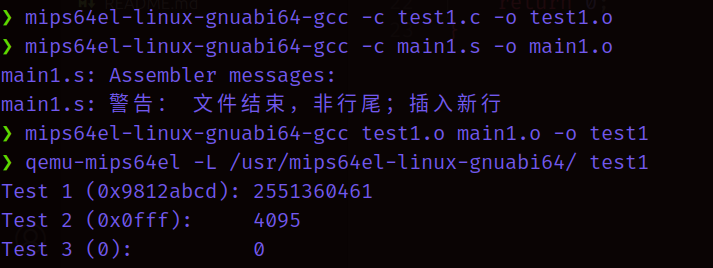 ❯ mips64el-linux-gnuabi64-gcc -c test1.c -o test1.o
❯ mips64el-linux-gnuabi64-gcc -c main1.s -o main1.o
main1.s: Assembler messages:
main1.s: 警告： 文件结束，非行尾；插入新行
❯ mips64el-linux-gnuabi64-gcc test1.o main1.o -o test1
❯ qemu-mips64el -L /usr/mips64el-linux-gnuabi64/ test1
Test 1 (0x9812abcd): 2551360461
Test 2 (0x0fff):     4095
Test 3 (0):          0